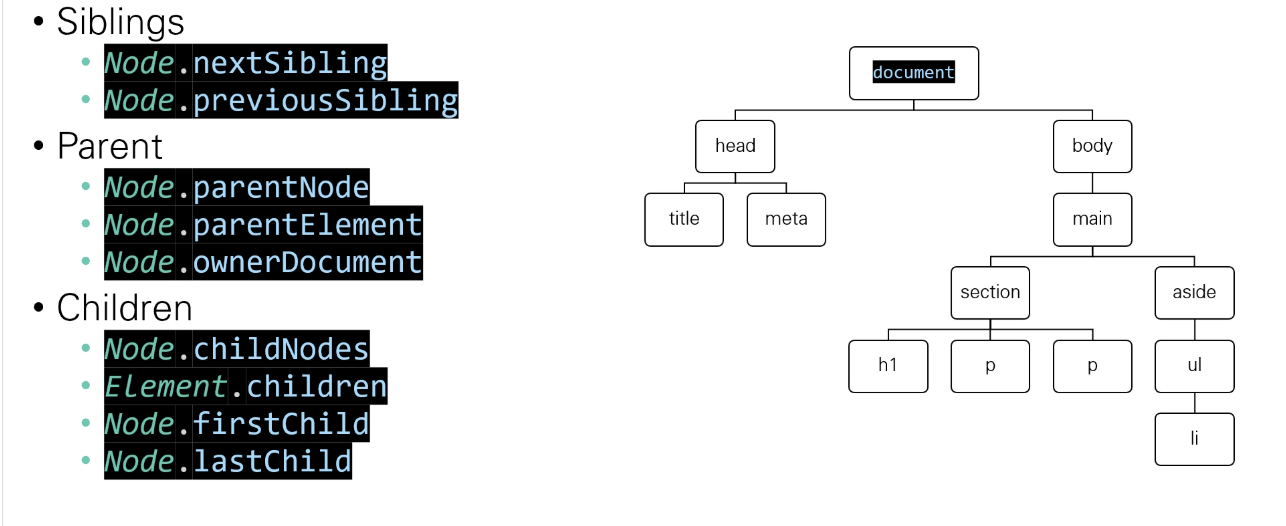 • Siblings
• Node.nextSibling
• Node.previousSibling
• Parent
• Node.parentNode
• Node.parentElement
• Node.ownerDocument
• Children
• Node.childNodes
• Element.children
• Node.firstChild
• Node.lastChild
document
head
body
title
meta
main
section
aside
h1
p
p
ul
li